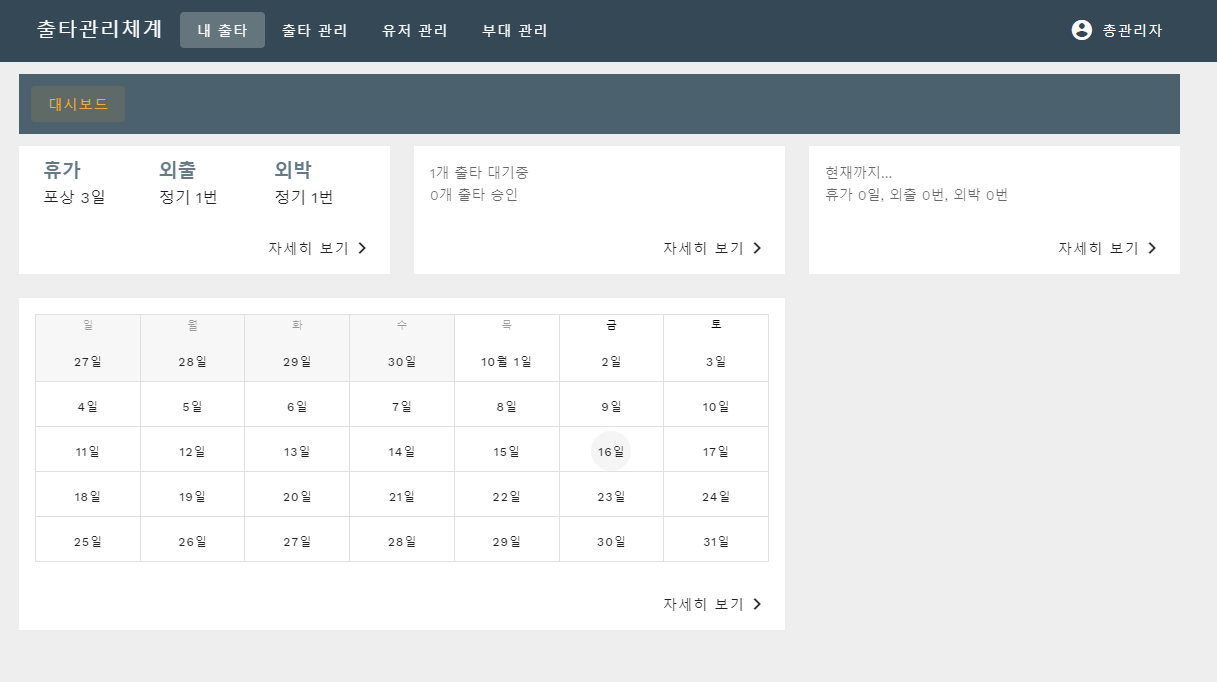 출타관리체계 내 출타 출타 관리 유저 관리 부대 관리 총관리자
대시보드
휴가 외출 외박
포상 3일 정기 1번 정기 1번
자세히 보기
1개 출타 대기중
0개 출타 승인
자세히 보기
현재까지...
휴가 0일, 외출 0번, 외박 0번
자세히 보기
일 월 화 수 목 금 토
27일 28일 29일 30일 10월 1일 2일 3일
4일 5일 6일 7일 8일 9일 10일
11일 12일 13일 14일 15일 16일 17일
18일 19일 20일 21일 22일 23일 24일
25일 26일 27일 28일 29일 30일 31일
자세히 보기